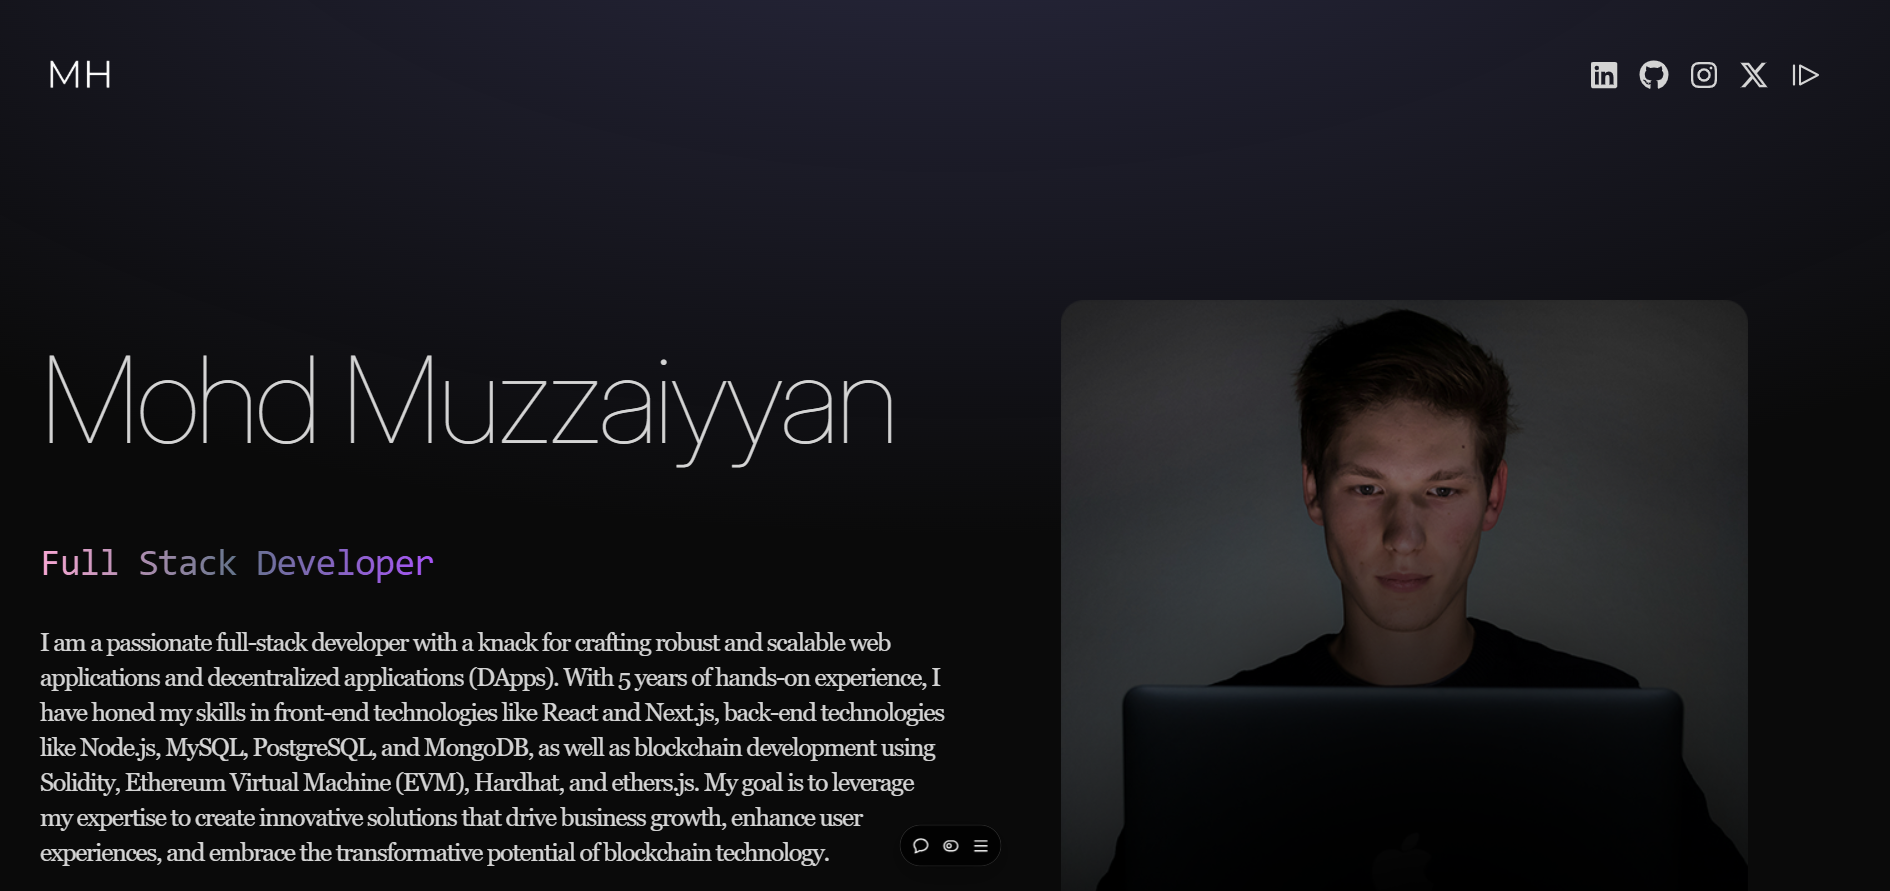 MH
Mohd Muzzaiyyan
Full Stack Developer
I am a passionate full-stack developer with a knack for crafting robust and scalable web
applications and decentralized applications (DApps). With 5 years of hands-on experience, I
have honed my skills in front-end technologies like React and Next.js, back-end technologies
like Node.js, MySQL, PostgreSQL, and MongoDB, as well as blockchain development using
Solidity, Ethereum Virtual Machine (EVM), Hardhat, and ethers.js. My goal is to leverage
my expertise to create innovative solutions that drive business growth, enhance user
experiences, and embrace the transformative potential of blockchain technology.